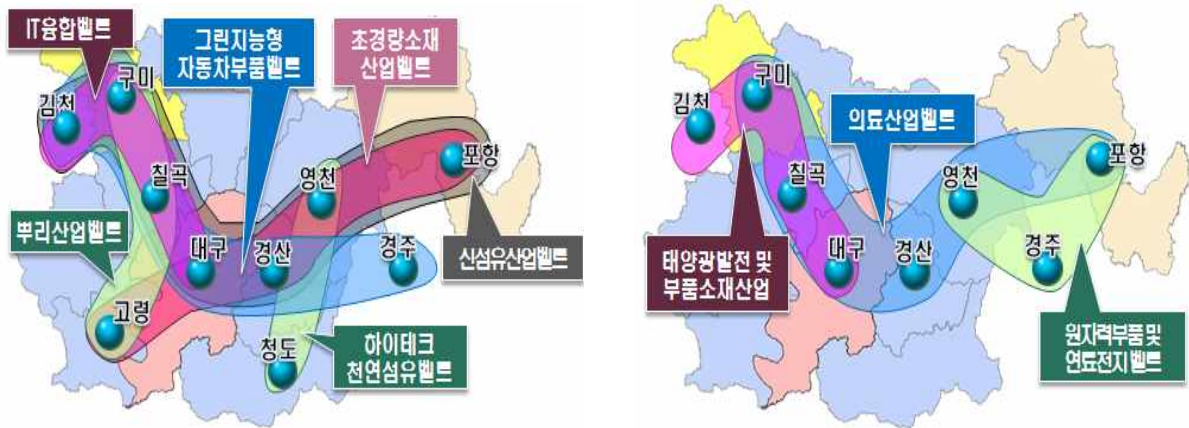 IT융합벨트
그린지능형
자동차부품벨트
초경량소재
산업벨트
구미
김천
칠곡
영천
포항
뿌리산업벨트
대구
경산
경주
신섬유산업벨트
고령
청도
하이테크
천연섬유벨트
구미
김천
의료산업벨트
포항
칠곡
영천
대구
경산
경주
태양광발전 및
부품소재산업
원자력부품 및
연료전지 벨트